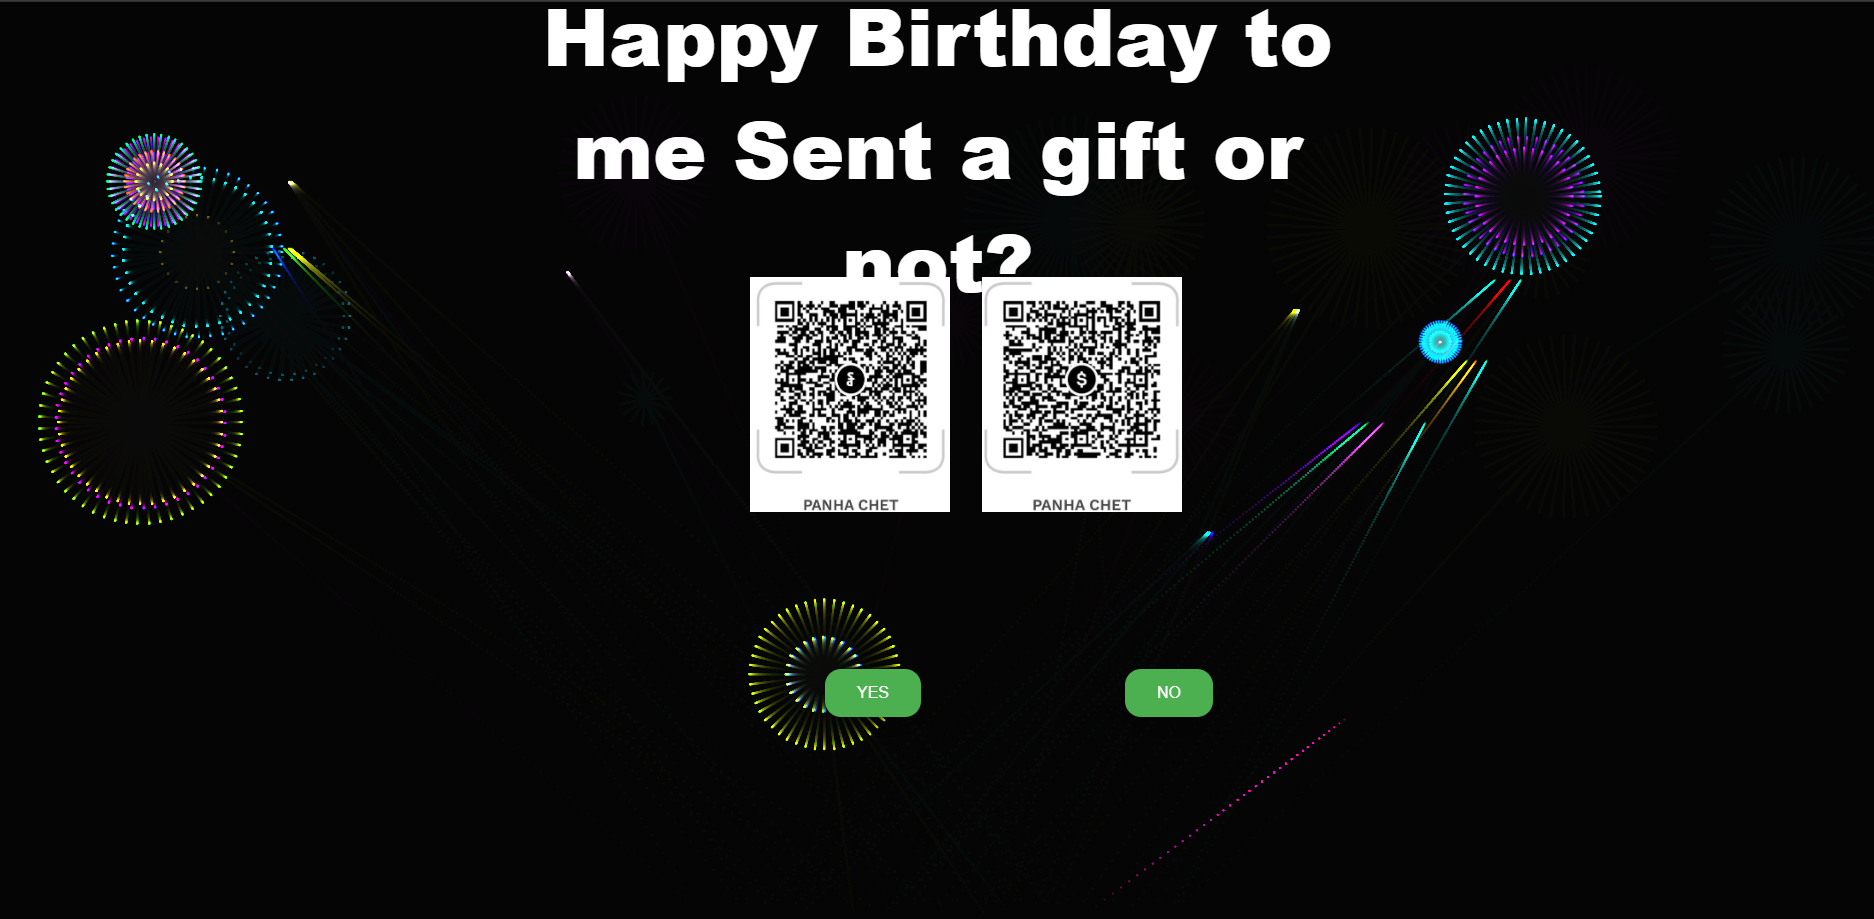 Happy Birthday to
me Sent a gift or
not?
$
PANHA CHET
PANHA CHET
YES
NO